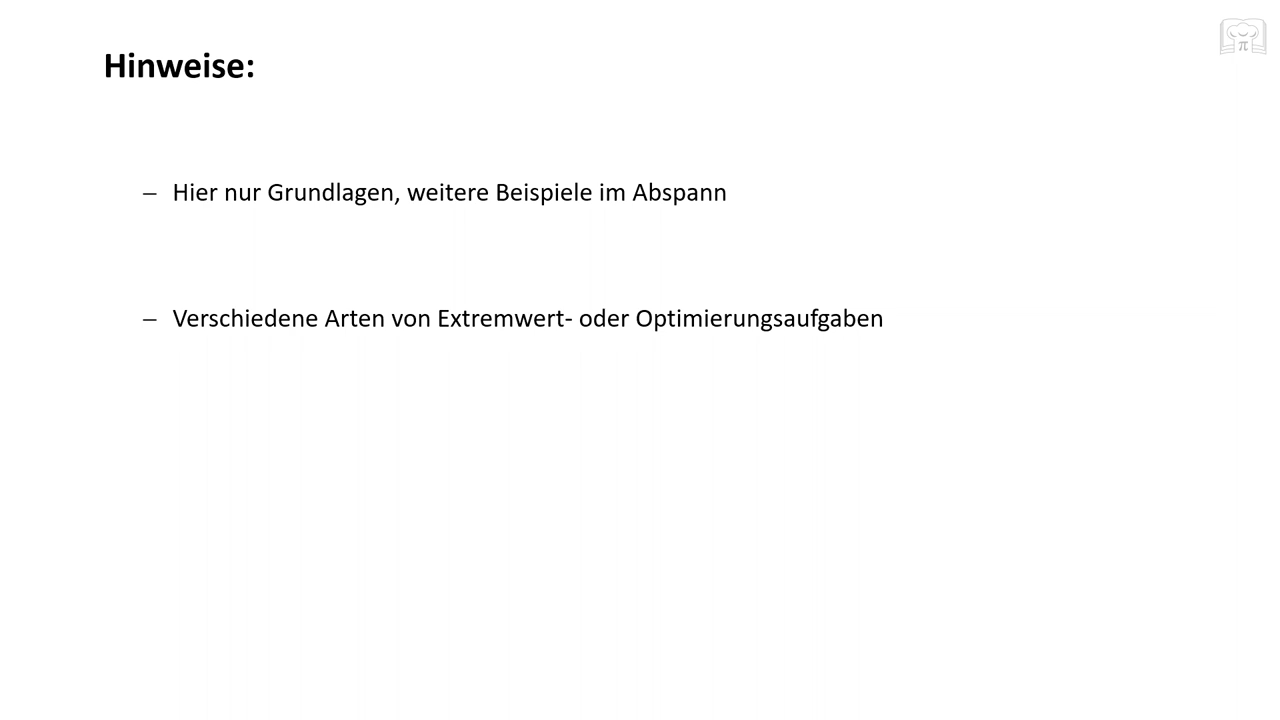 Hinweise:
– Hier nur Grundlagen, weitere Beispiele im Abspann
– Verschiedene Arten von Extremwert- oder Optimierungsaufgaben
π